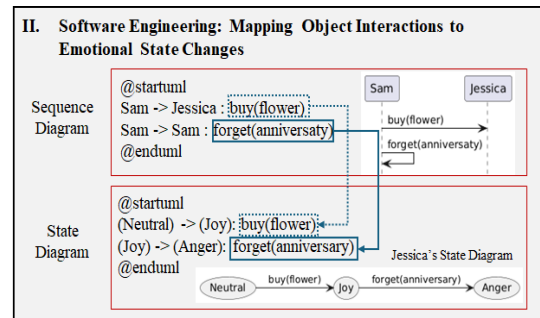 II. Software Engineering: Mapping Object Interactions to
Emotional State Changes
Sequence
Diagram
@startuml
Sam -> Jessica : buy(flower)
Sam -> Sam : forget(anniversaty)
@enduml
Sam
Jessica
buy(flower)
forget(anniversaty)
State
Diagram
@startuml
(Neutral) -> (Joy): buy(flower)
(Joy) -> (Anger): forget(anniversary)
@enduml
Jessica's State Diagram
Neutral
buy(flower)
Joy
forget(anniversary)
Anger